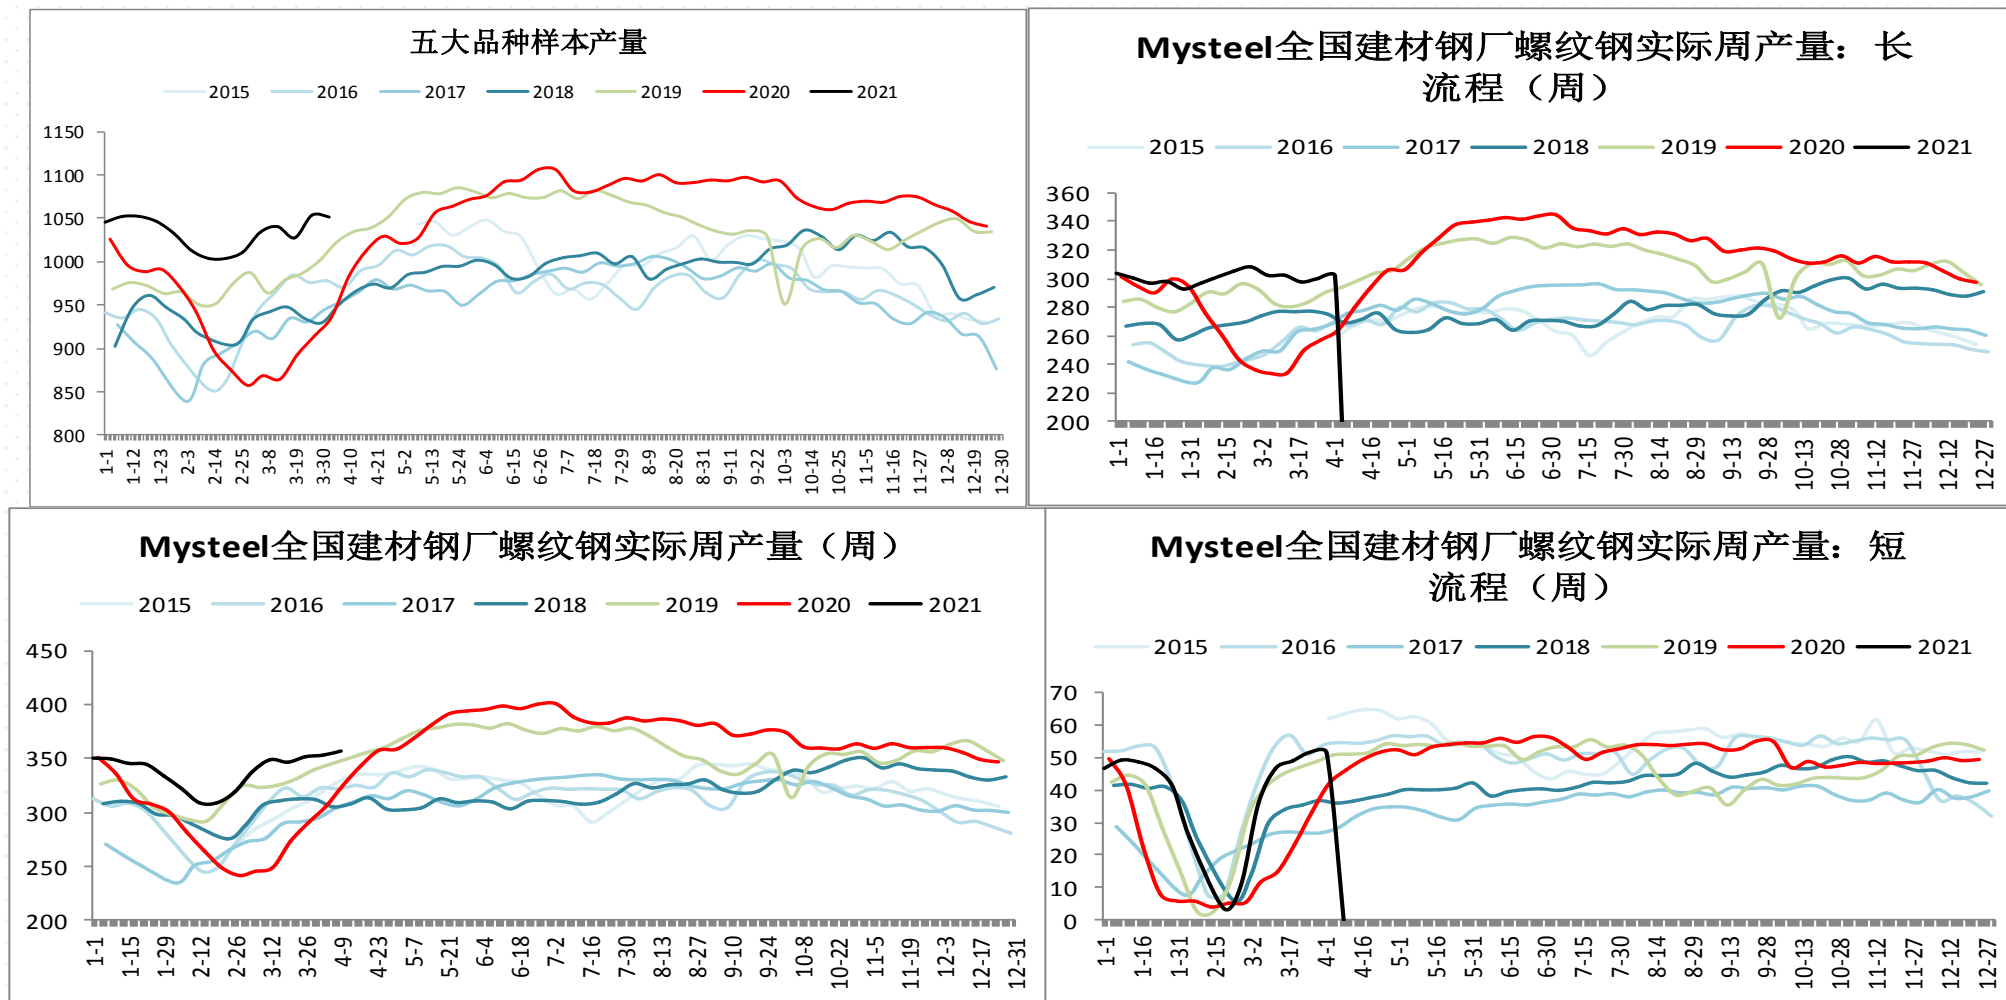 五大品种样本产量
2015 2016 2017 2018 2019 2020 2021
1150
1100
1050
1000
950
900
850
800
1-1 1-12 1-23 2-3 2-14 2-25 3-8 3-19 3-30 4-10 4-21 5-2 5-13 5-24 6-4 6-15 6-26 7-7 7-18 7-29 8-9 8-20 8-31 9-11 9-22 10-3 10-14 10-25 11-5 11-16 11-27 12-8 12-19 12-30
Mysteel全国建材钢厂螺纹钢实际周产量：长
流程（周）
2015 2016 2017 2018 2019 2020 2021
360
340
320
300
280
260
240
220
200
1-1 1-16 1-31 2-15 3-2 3-17 4-1 4-16 5-1 5-16 5-31 6-15 6-30 7-15 7-30 8-14 8-29 9-13 9-28 10-13 10-28 11-12 11-27 12-12 12-27
Mysteel全国建材钢厂螺纹钢实际周产量（周）
2015 2016 2017 2018 2019 2020 2021
450
400
350
300
250
200
1-1 1-15 1-29 2-12 2-26 3-12 3-26 4-9 4-23 5-7 5-21 6-4 6-18 7-2 7-16 7-30 8-13 8-27 9-10 9-24 10-8 10-22 11-5 11-19 12-3 12-17 12-31
Mysteel全国建材钢厂螺纹钢实际周产量：短
流程（周）
2015 2016 2017 2018 2019 2020 2021
70
60
50
40
30
20
10
0
1-1 1-16 1-31 2-15 3-2 3-17 4-1 4-16 5-1 5-16 5-31 6-15 6-30 7-15 7-30 8-14 8-29 9-13 9-28 10-13 10-28 11-12 11-27 12-12 12-27